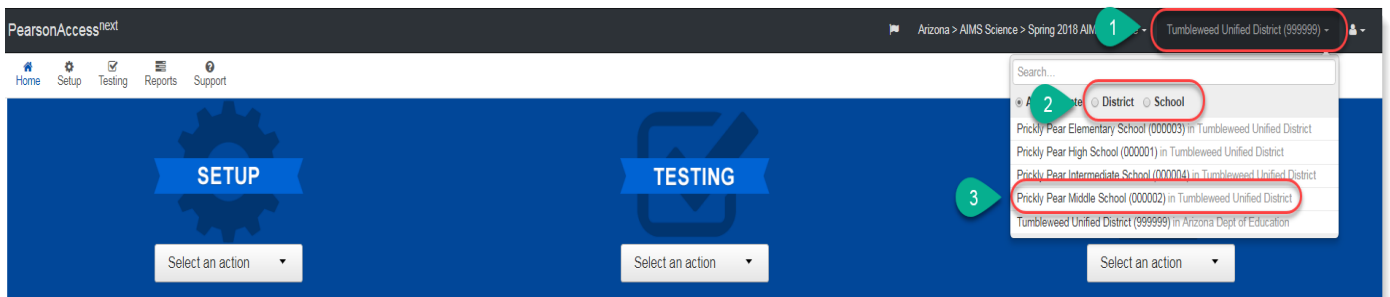 PearsonAccessnext
Arizona > AIMS Science > Spring 2018 AIM
1
Tumbleweed Unified District (999999)
Home Setup Testing Reports Support
Search...
2
District School
Prickly Pear Elementary School (000003) in Tumbleweed Unified District
Prickly Pear High School (000001) in Tumbleweed Unified District
Prickly Pear Intermediate School (000004) in Tumbleweed Unified District
3
Prickly Pear Middle School (000002) in Tumbleweed Unified District
Tumbleweed Unified District (999999) in Arizona Dept of Education
SETUP
TESTING
Select an action
Select an action
Select an action